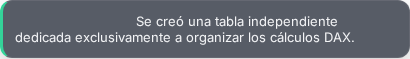 Se creó una tabla independiente
dedicada exclusivamente a organizar los cálculos DAX.